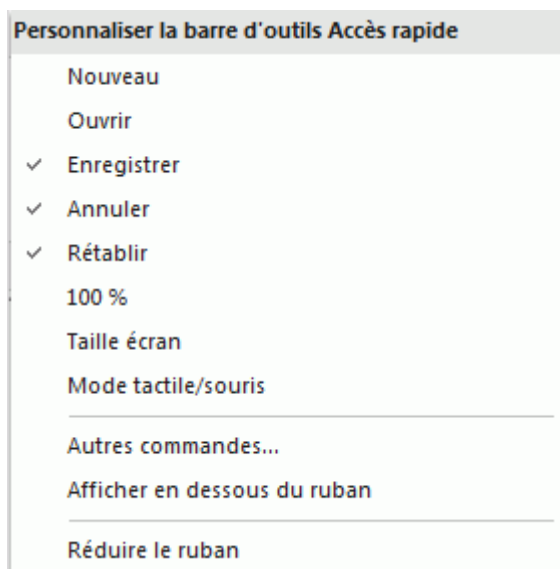 Personnaliser la barre d'outils Accès rapide
Nouveau
Ouvrir
Enregistrer
Annuler
Rétablir
100 %
Taille écran
Mode tactile/souris
Autres commandes...
Afficher en dessous du ruban
Réduire le ruban